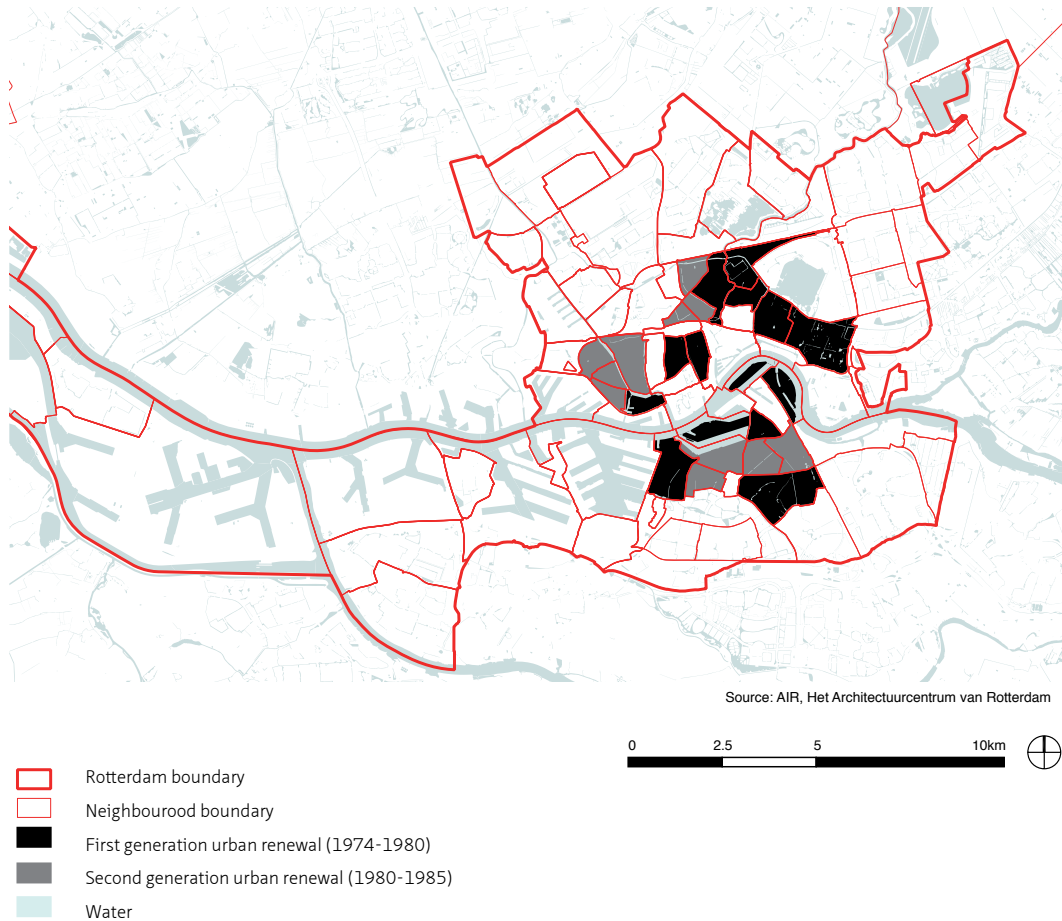 Source: AIR, Het Architectuurcentrum van Rotterdam
0 2.5 5 10km
Rotterdam boundary
Neighbourood boundary
First generation urban renewal (1974-1980)
Second generation urban renewal (1980-1985)
Water